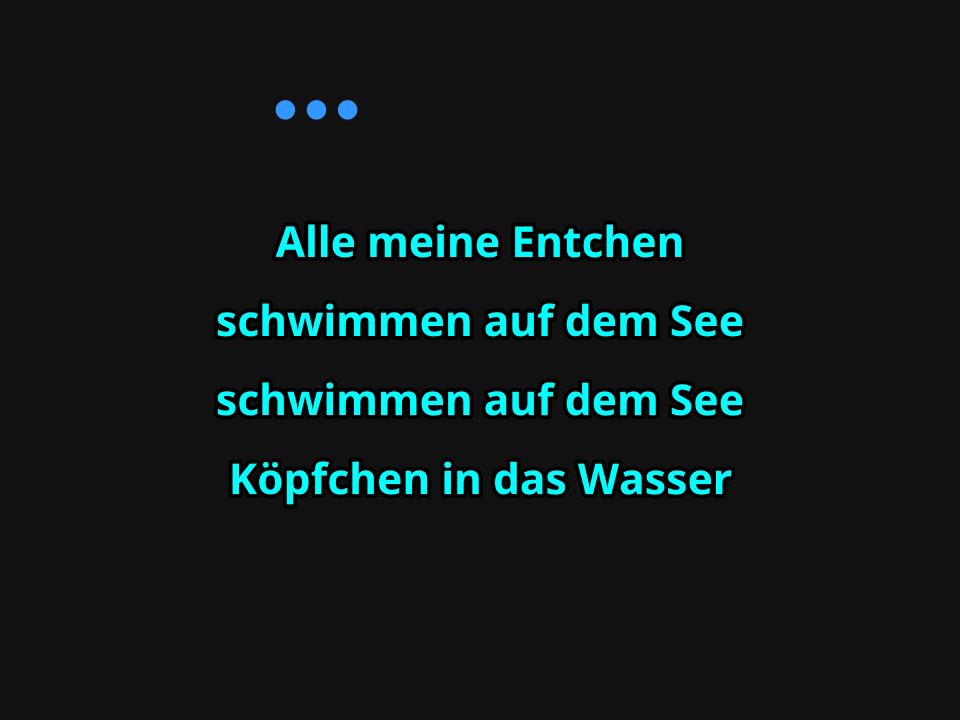 Alle meine Entchen
schwimmen auf dem See
schwimmen auf dem See
Köpfchen in das Wasser